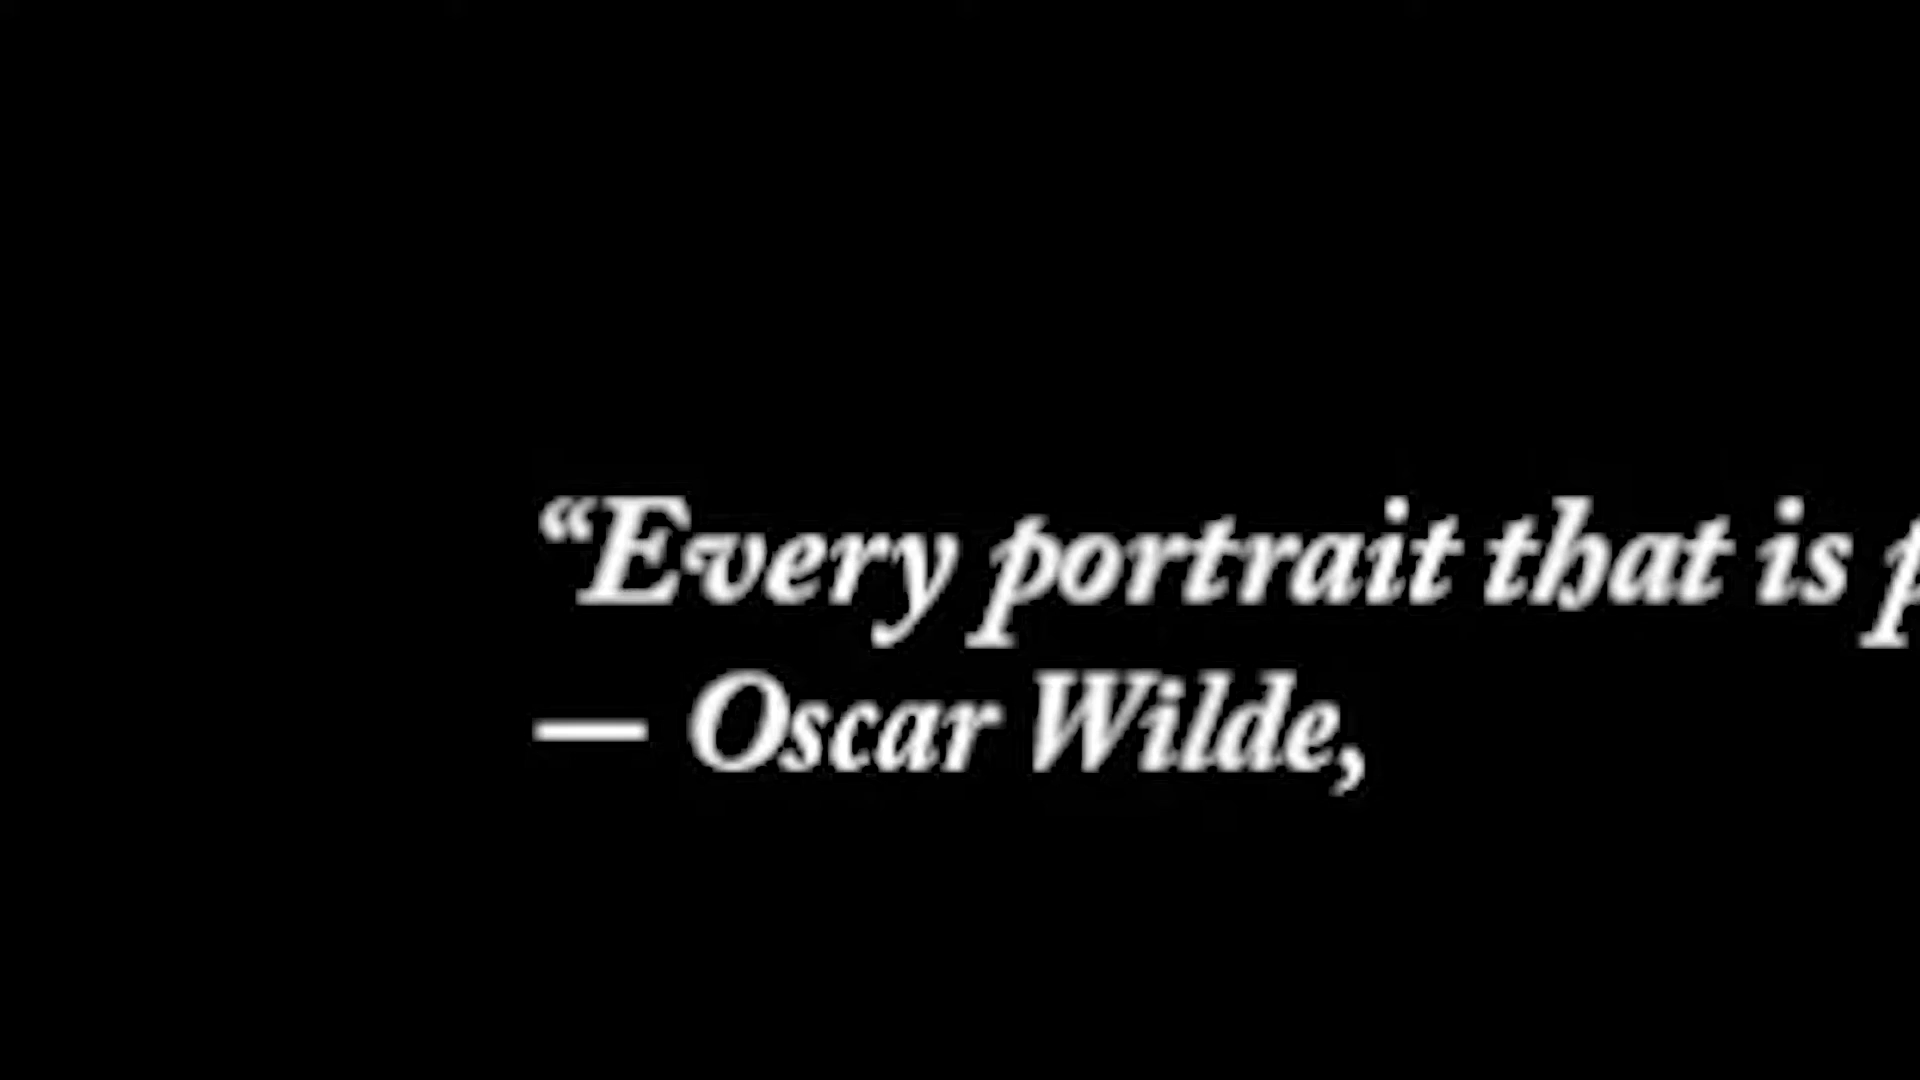 “Every portrait that is
— Oscar Wilde,